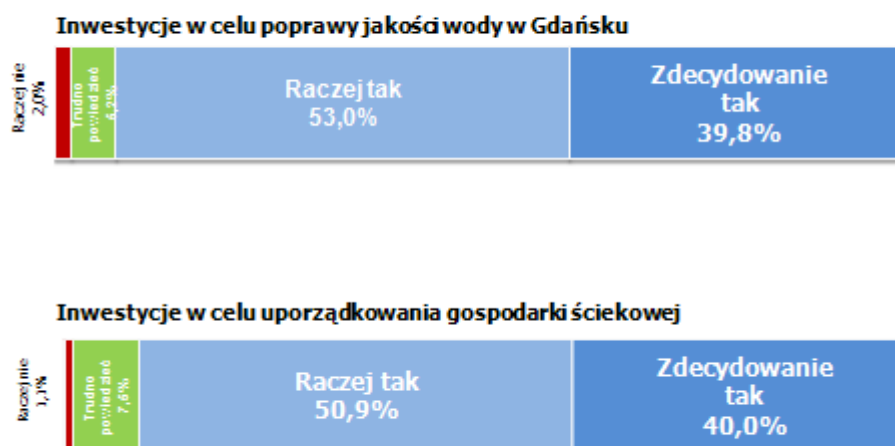 Inwestycje w celu poprawy jakości wody w Gdańsku
Raczej nie
2,0%
Trudno
powiedzieć
5,2%
Raczej tak
53,0%
Zdecydowanie
tak
39,8%
Inwestycje w celu uporządkowania gospodarki ściekowej
Raczej nie
1,1%
Trudno
powiedzieć
7,6%
Raczej tak
50,9%
Zdecydowanie
tak
40,0%